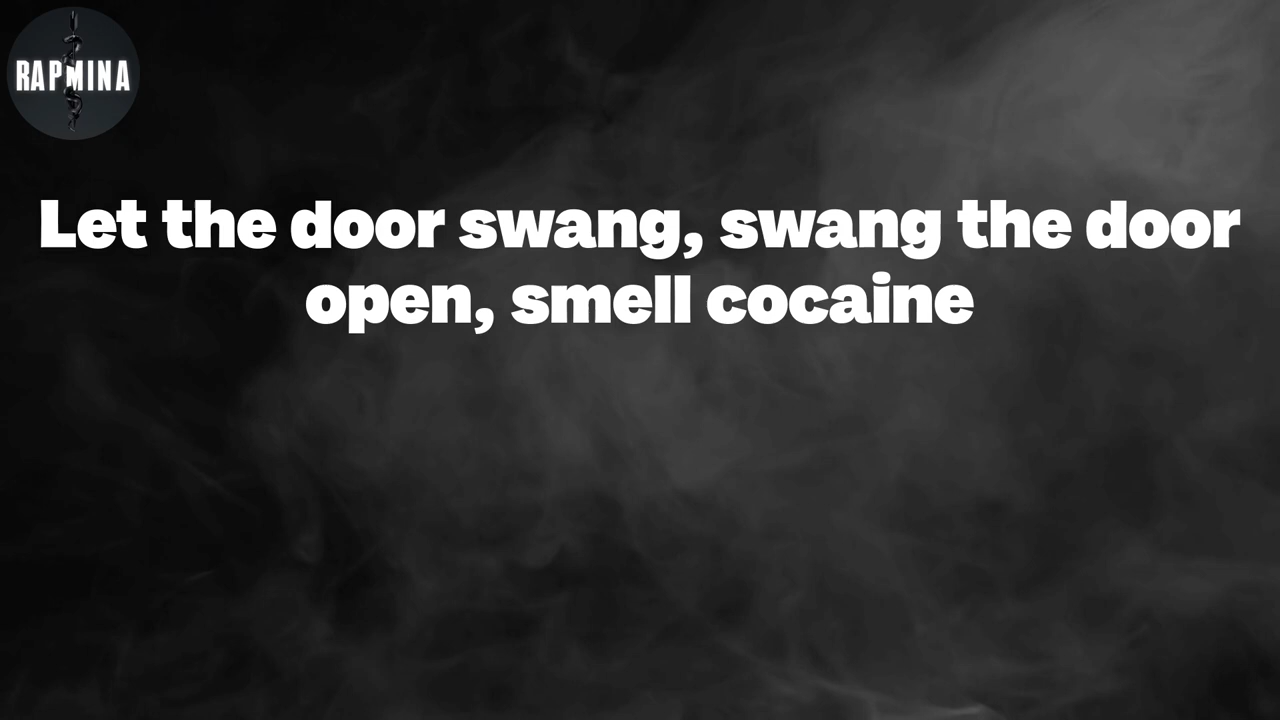 RAPMINA
Let the door swang, swang the door
open, smell cocaine